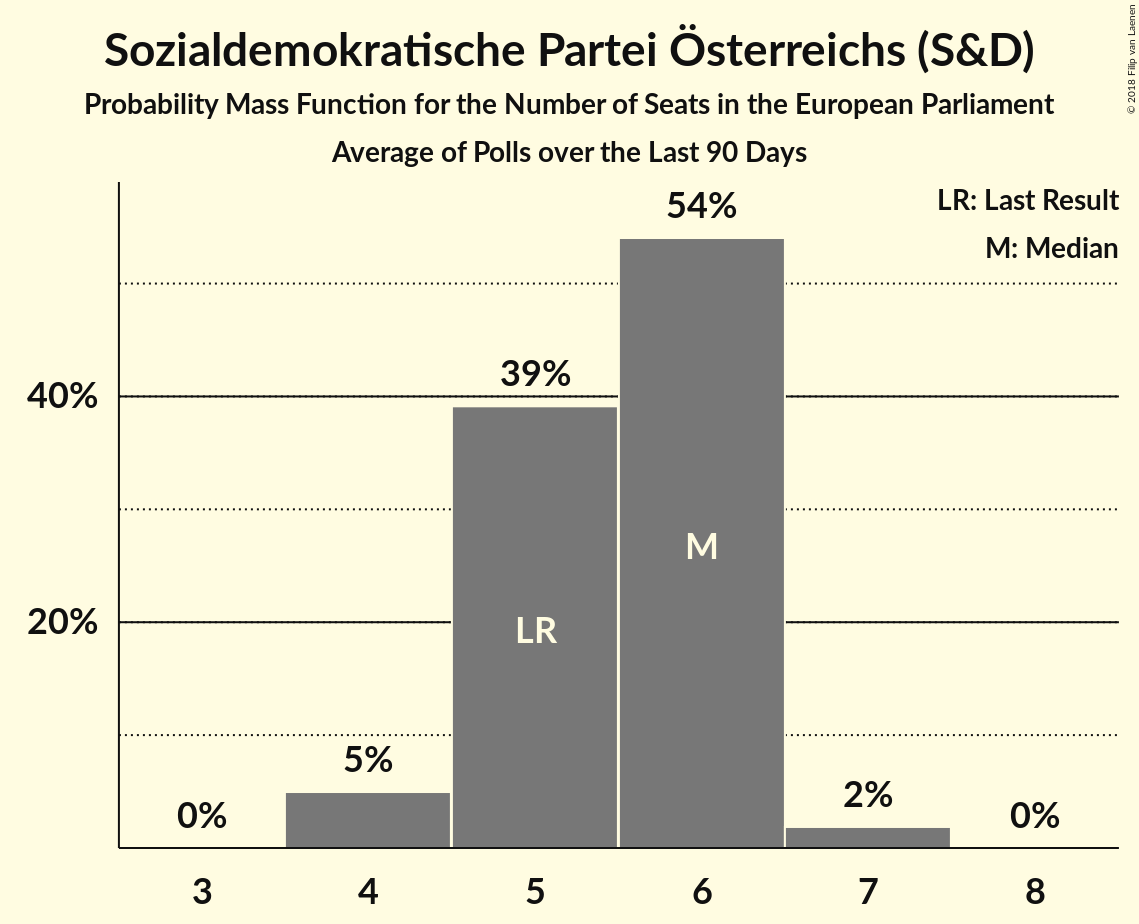 Sozialdemokratische Partei Österreichs (S&D)
Probability Mass Function for the Number of Seats in the European Parliament
Average of Polls over the Last 90 Days
© 2018 Filip van Laenen
LR: Last Result
M: Median
54%
39%
40%
M
20%
LR
5%
2%
0%
0%
3 4 5 6 7 8